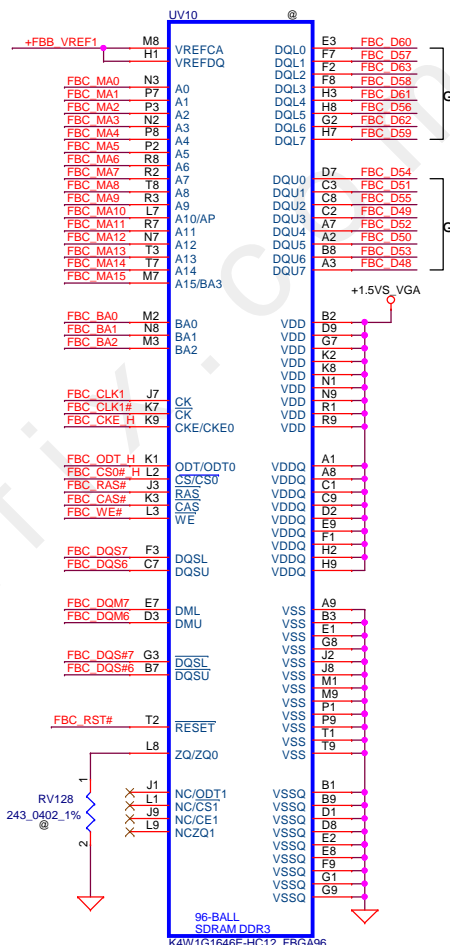 UV10 @
+FBB_VREF1 M8 VREFCA
H1 VREFDQ
FBC_MA0 N3 A0
FBC_MA1 P7 A1
FBC_MA2 P3 A2
FBC_MA3 N2 A3
FBC_MA4 P8 A4
FBC_MA5 P2 A5
FBC_MA6 R8 A6
FBC_MA7 R2 A7
FBC_MA8 T8 A8
FBC_MA9 R3 A9
FBC_MA10 L7 A10/AP
FBC_MA11 R7 A11
FBC_MA12 N7 A12
FBC_MA13 T3 A13
FBC_MA14 T7 A14
FBC_MA15 M7 A15/BA3
FBC_BA0 M2 BA0
FBC_BA1 N8 BA1
FBC_BA2 M3 BA2
FBC_CLK1 J7 CK
FBC_CLK1# K7 CK
FBC_CKE_H K9 CKE/CKE0
FBC_ODT_H K1 ODT/ODT0
FBC_CS0#_H L2 CS/CS0
FBC_RAS# J3 RAS
FBC_CAS# K3 CAS
FBC_WE# L3 WE
FBC_DQS7 F3 DQSL
FBC_DQS6 C7 DQSU
FBC_DQM7 E7 DML
FBC_DQM6 D3 DMU
FBC_DQS#7 G3 DQSL
FBC_DQS#6 B7 DQSU
FBC_RST# T2 RESET
L8 ZQ/ZQ0
1
RV128
243_0402_1%
@
2
J1 NC/ODT1
L1 NC/CS1
J9 NC/CE1
L9 NCZQ1
DQL0 E3 FBC_D60
DQL1 F7 FBC_D57
DQL2 F2 FBC_D63
DQL3 F8 FBC_D58
DQL4 H3 FBC_D61
DQL5 H8 FBC_D56
DQL6 G2 FBC_D62
DQL7 H7 FBC_D59
DQU0 D7 FBC_D54
DQU1 C3 FBC_D51
DQU2 C8 FBC_D55
DQU3 C2 FBC_D49
DQU4 A7 FBC_D52
DQU5 A2 FBC_D50
DQU6 B8 FBC_D53
DQU7 A3 FBC_D48
+1.5VS_VGA
VDD B2
VDD D9
VDD G7
VDD K2
VDD K8
VDD N1
VDD N9
VDD R1
VDD R9
VDDQ A1
VDDQ A8
VDDQ C1
VDDQ C9
VDDQ D2
VDDQ E9
VDDQ F1
VDDQ H2
VDDQ H9
VSS A9
VSS B3
VSS E1
VSS G8
VSS J2
VSS J8
VSS M1
VSS M9
VSS P1
VSS P9
VSS T1
VSS T9
VSSQ B1
VSSQ B9
VSSQ D1
VSSQ D8
VSSQ E2
VSSQ E8
VSSQ F9
VSSQ G1
VSSQ G9
96-BALL
SDRAM DDR3
K4W1G1646E-HC12_FBGA96